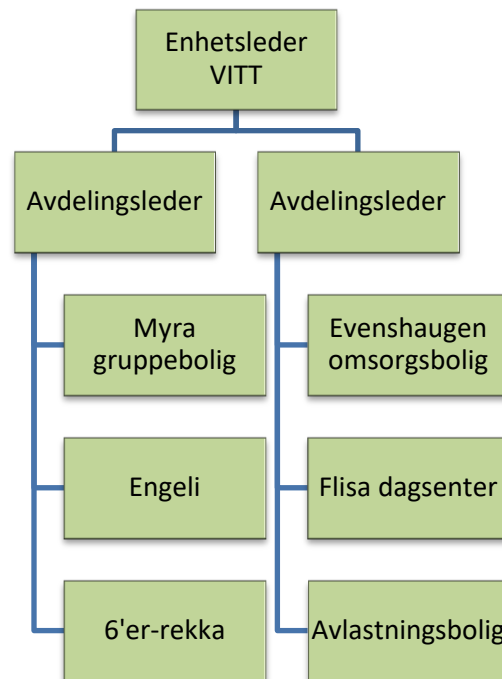 Enhetsleder
VITT
Avdelingsleder
Avdelingsleder
Myra
gruppebolig
Evenshaugen
omsorgsbolig
Engeli
Flisa dagsenter
6'er-rekka
Avlastningsbolig